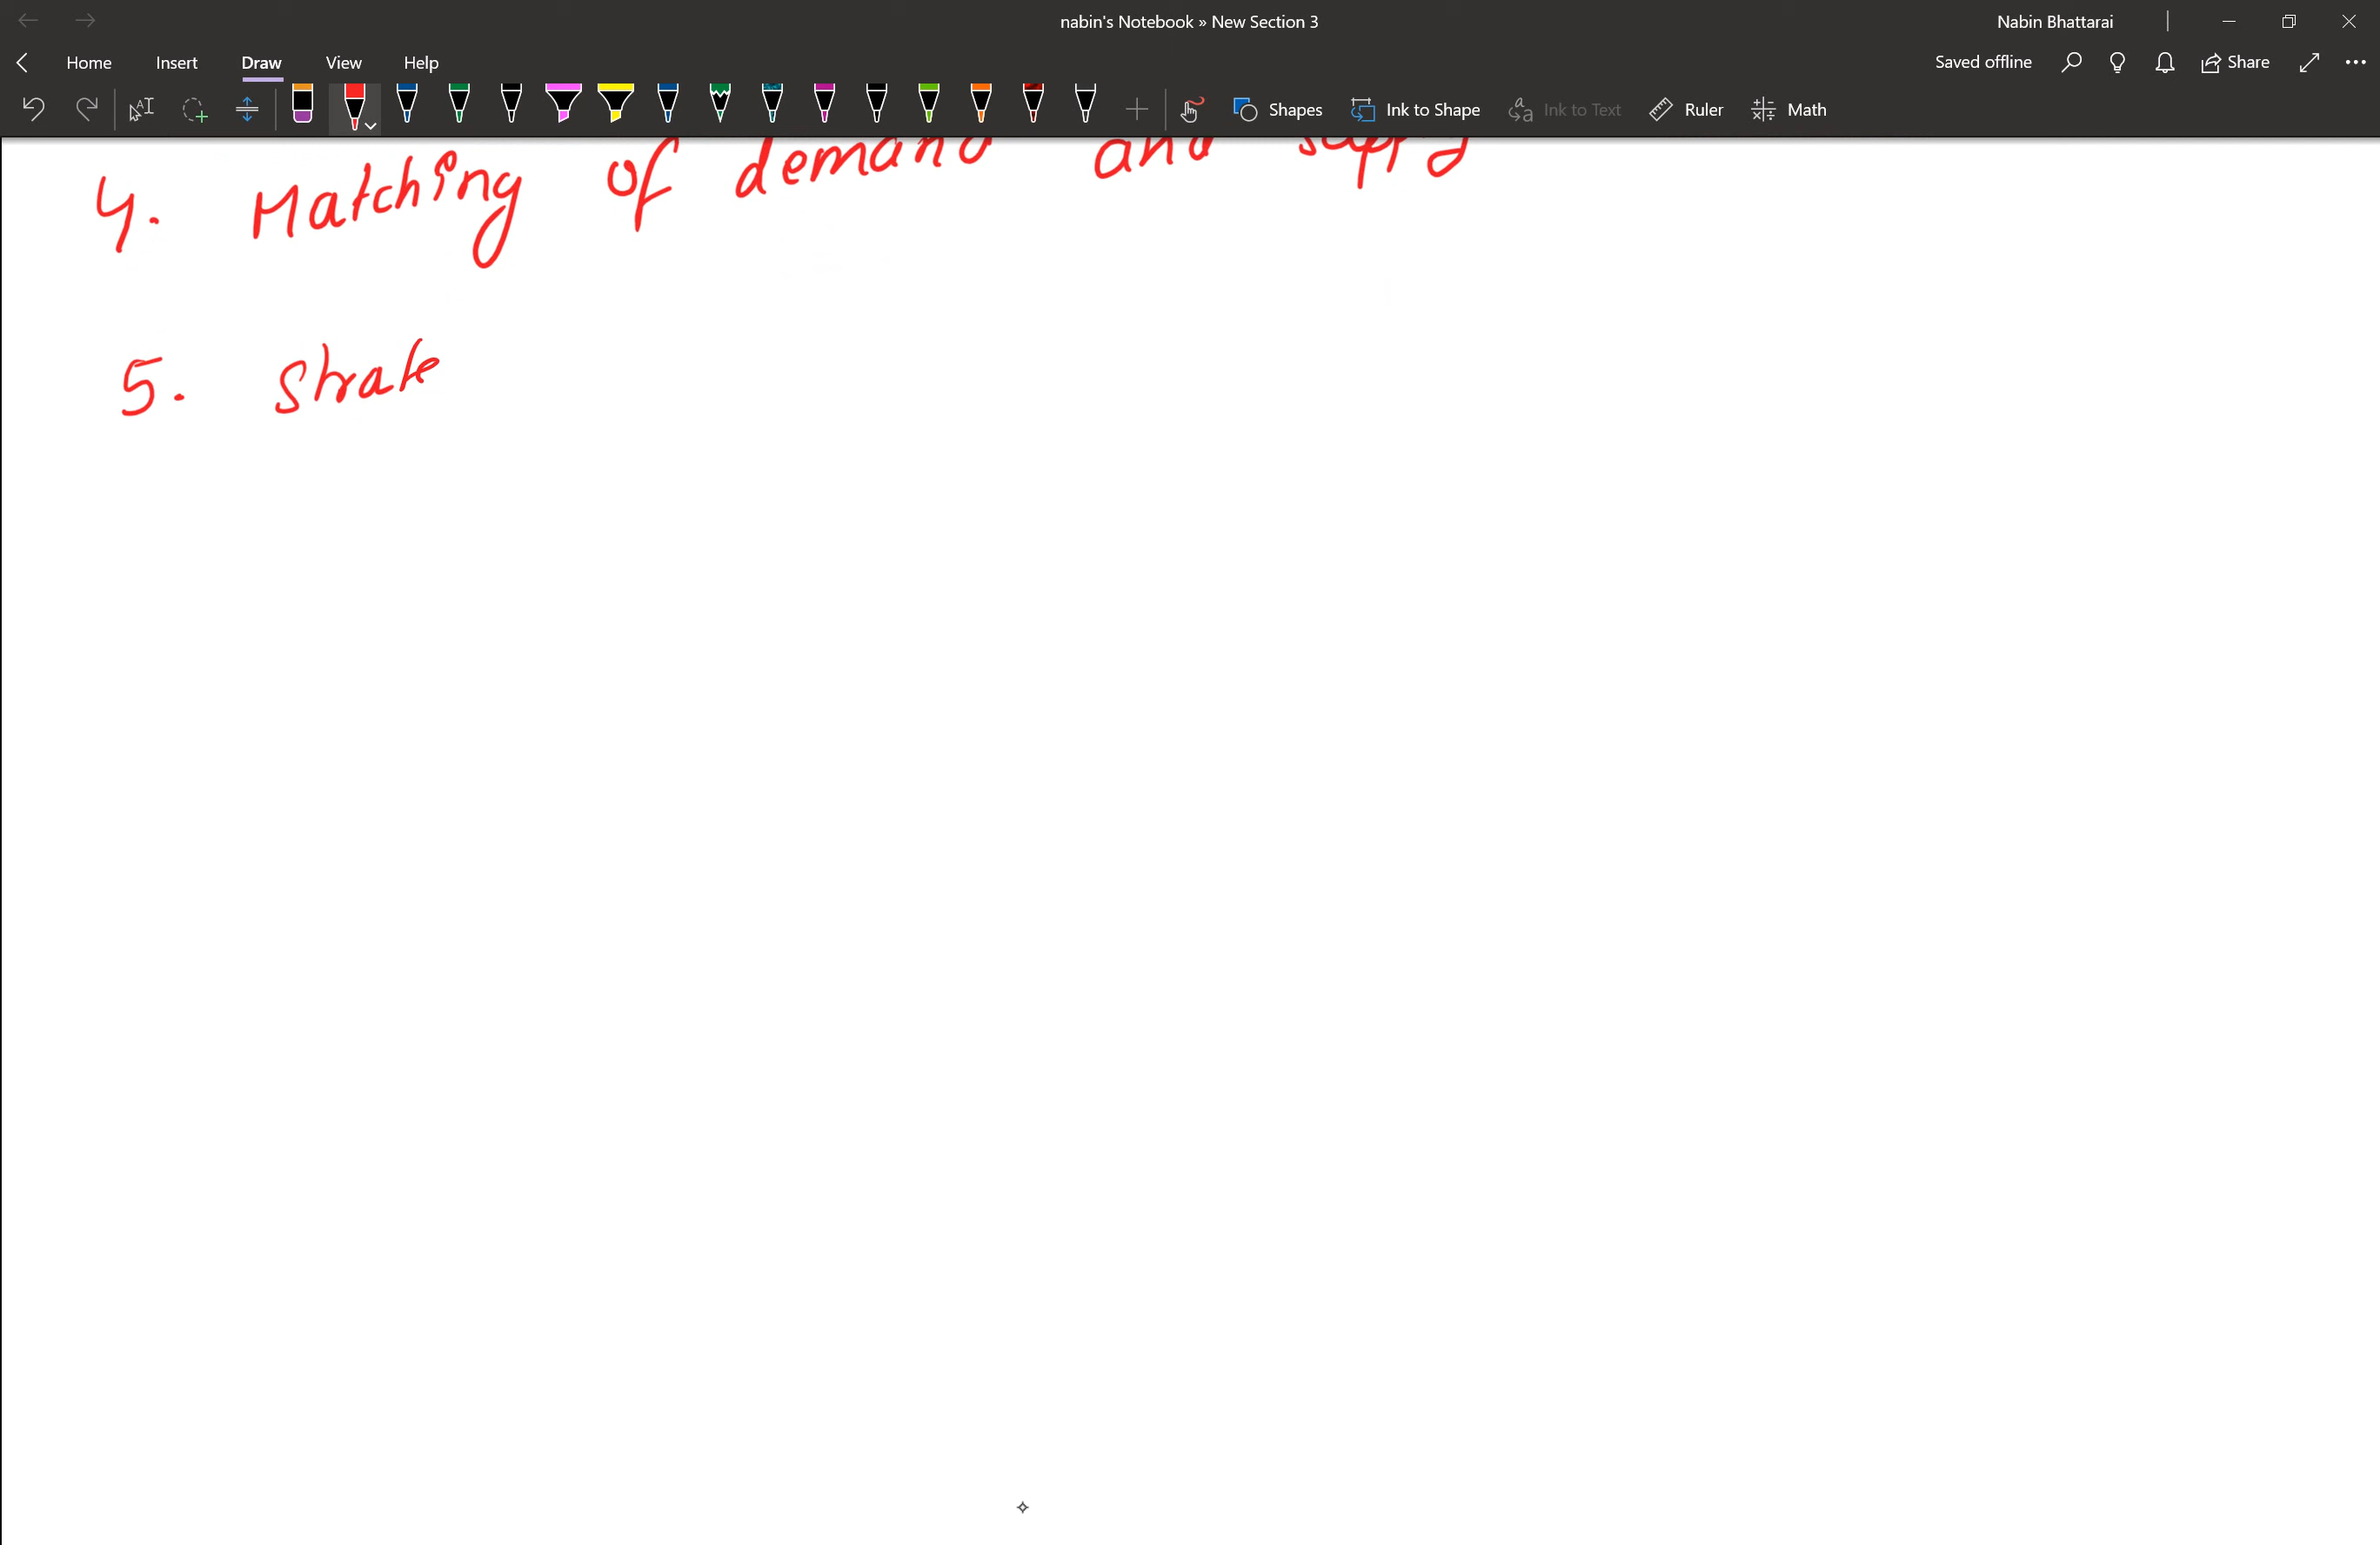 nabin's Notebook » New Section 3
Nabin Bhattarai
Home Insert Draw View Help
Saved offline
Share
Shapes
Ink to Shape
Ink to Text
Ruler
Math
4. Matching of demand and
5. Strate